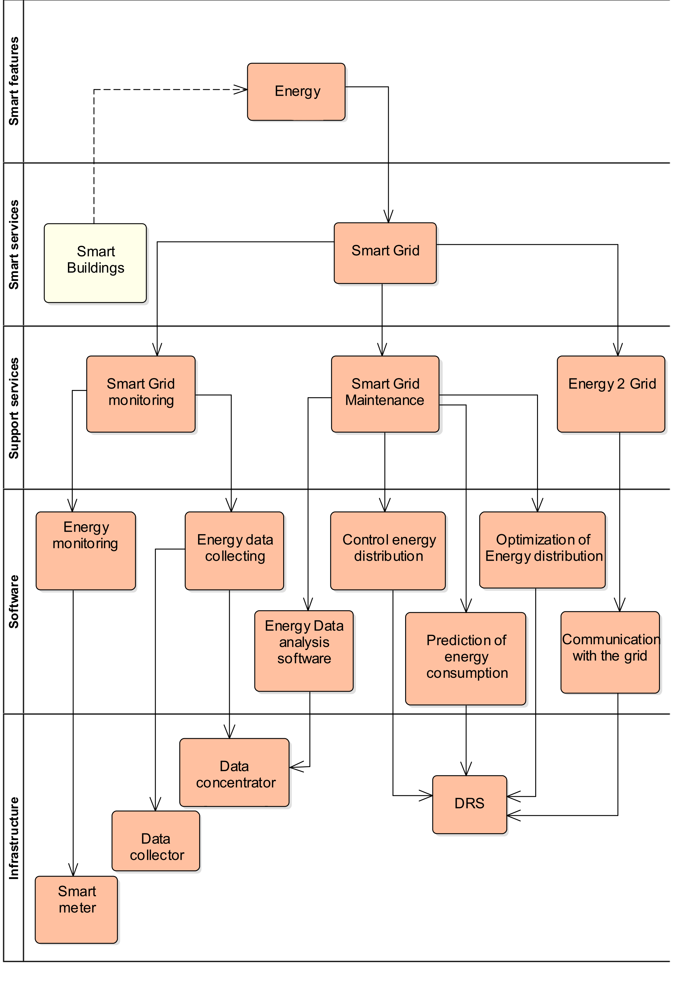 Smart features
Energy
Smart services
Smart
Buildings
Smart Grid
Support services
Smart Grid
monitoring
Smart Grid
Maintenance
Energy 2 Grid
Software
Energy
monitoring
Energy data
collecting
Control energy
distribution
Optimization of
Energy distribution
Energy Data
analysis
software
Prediction of
energy
consumption
Communication
with the grid
Infrastructure
Data
concentrator
DRS
Data
collector
Smart
meter